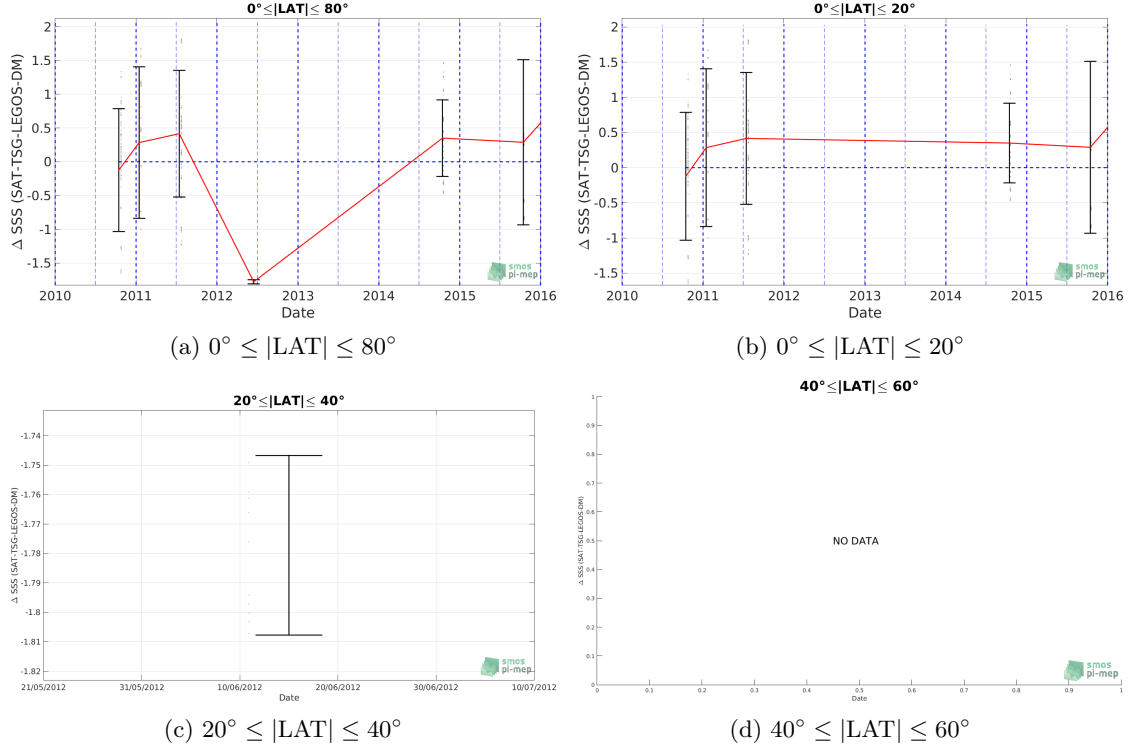 0°≤|LAT|≤ 80°
Δ SSS (SAT-TSG-LEGOS-DM)
2
1.5
1
0.5
0
-0.5
-1
-1.5
2010 2011 2012 2013 2014 2015 2016
Date
smos
pi-mep
(a) 0° ≤ |LAT| ≤ 80°
0°≤|LAT|≤ 20°
Δ SSS (SAT-TSG-LEGOS-DM)
2
1.5
1
0.5
0
-0.5
-1
-1.5
2010 2011 2012 2013 2014 2015 2016
Date
smos
pi-mep
(b) 0° ≤ |LAT| ≤ 20°
20°≤|LAT|≤ 40°
Δ SSS (SAT-TSG-LEGOS-DM)
-1.74
-1.75
-1.76
-1.77
-1.78
-1.79
-1.8
-1.81
-1.82
21/05/2012 31/05/2012 10/06/2012 20/06/2012 30/06/2012 10/07/2012
Date
smos
pi-mep
(c) 20° ≤ |LAT| ≤ 40°
40°≤|LAT|≤ 60°
Δ SSS (SAT-TSG-LEGOS-DM)
1
0.9
0.8
0.7
0.6
0.5
0.4
0.3
0.2
0.1
0
NO DATA
0 0.1 0.2 0.3 0.4 0.5 0.6 0.7 0.8 0.9 1
Date
smos
pi-mep
(d) 40° ≤ |LAT| ≤ 60°